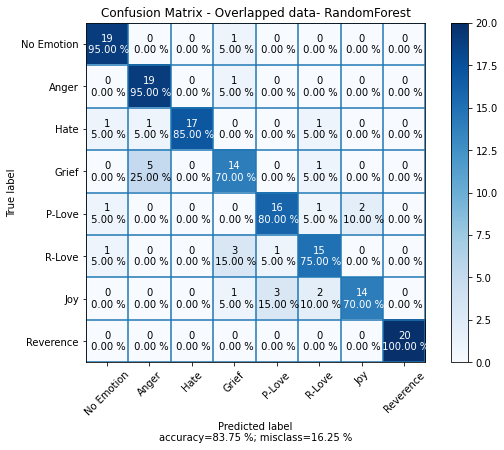 Confusion Matrix - Overlapped data- RandomForest
True label
No Emotion 19 0 0 1 0 0 0 0
95.00 % 0.00 % 0.00 % 5.00 % 0.00 % 0.00 % 0.00 % 0.00 %
Anger 0 19 0 1 0 0 0 0
0.00 % 95.00 % 0.00 % 5.00 % 0.00 % 0.00 % 0.00 % 0.00 %
Hate 1 1 17 0 0 1 0 0
5.00 % 5.00 % 85.00 % 0.00 % 0.00 % 5.00 % 0.00 % 0.00 %
Grief 0 5 0 14 0 1 0 0
0.00 % 25.00 % 0.00 % 70.00 % 0.00 % 5.00 % 0.00 % 0.00 %
P-Love 1 0 0 0 16 1 2 0
5.00 % 0.00 % 0.00 % 0.00 % 80.00 % 5.00 % 10.00 % 0.00 %
R-Love 1 0 0 3 1 15 0 0
5.00 % 0.00 % 0.00 % 15.00 % 5.00 % 75.00 % 0.00 % 0.00 %
Joy 0 0 0 1 3 2 14 0
0.00 % 0.00 % 0.00 % 5.00 % 15.00 % 10.00 % 70.00 % 0.00 %
Reverence 0 0 0 0 0 0 0 20
0.00 % 0.00 % 0.00 % 0.00 % 0.00 % 0.00 % 0.00 % 100.00 %
No Emotion Anger Hate Grief P-Love R-Love Joy Reverence
Predicted label
accuracy=83.75 %; misclass=16.25 %
20.0
17.5
15.0
12.5
10.0
7.5
5.0
2.5
0.0